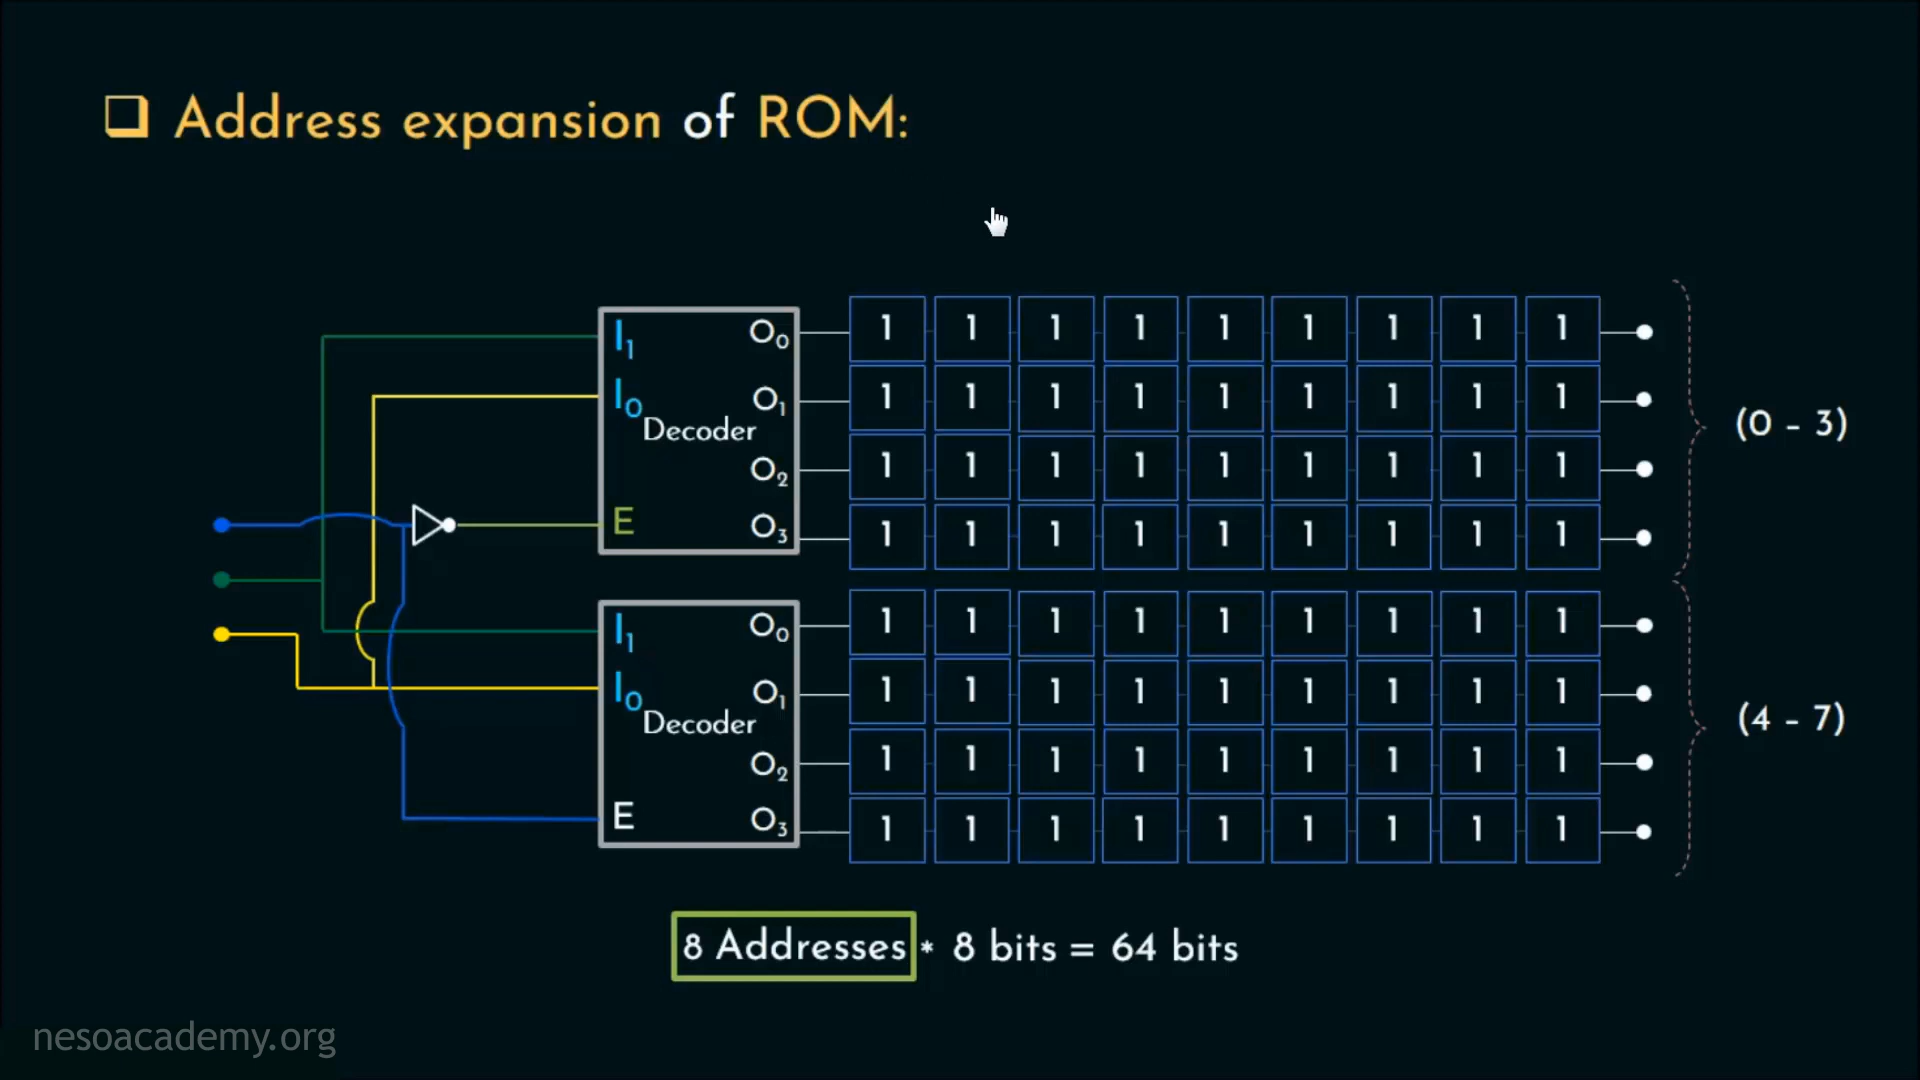 Address expansion of ROM:
I1 O0 1 1 1 1 1 1 1 1 1
I0 O1 1 1 1 1 1 1 1 1 1
Decoder
(0 - 3)
O2 1 1 1 1 1 1 1 1 1
E O3 1 1 1 1 1 1 1 1 1
I1 O0 1 1 1 1 1 1 1 1 1
I0 O1 1 1 1 1 1 1 1 1 1
Decoder
(4 - 7)
O2 1 1 1 1 1 1 1 1 1
E O3 1 1 1 1 1 1 1 1 1
8 Addresses * 8 bits = 64 bits
nesoacademy.org